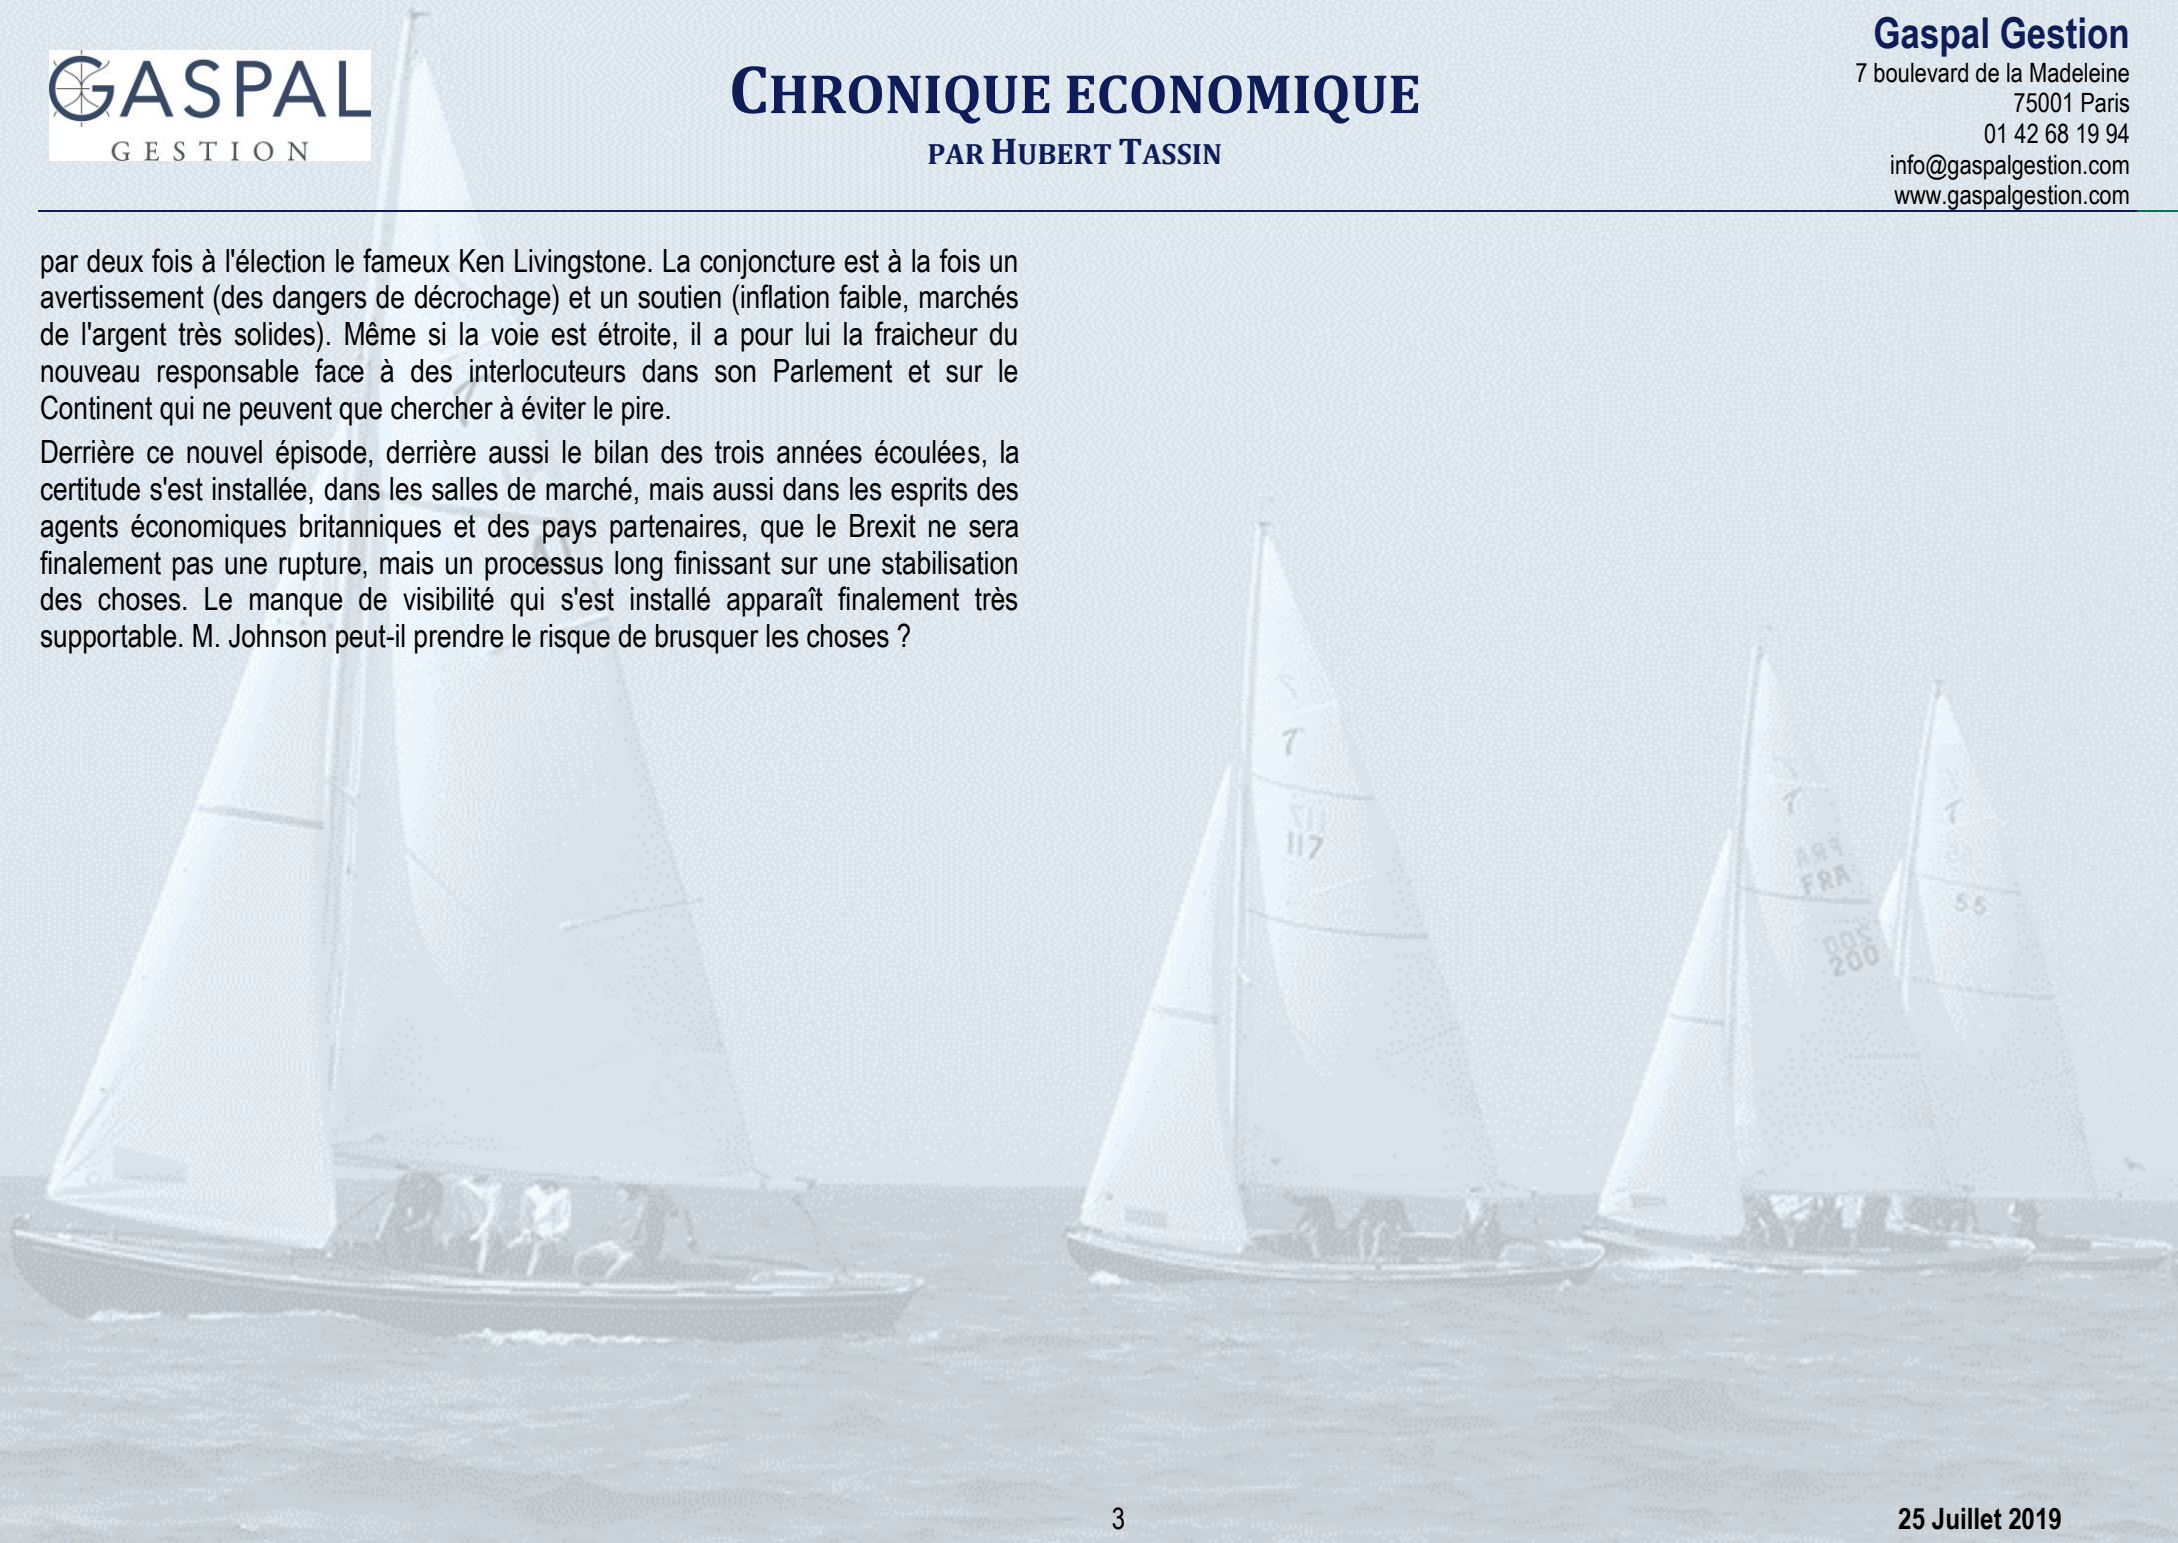 GASPAL
GESTION
CHRONIQUE ECONOMIQUE
PAR HUBERT TASSIN
Gaspal Gestion
7 boulevard de la Madeleine
75001 Paris
01 42 68 19 94
info@gaspalgestion.com
www.gaspalgestion.com
par deux fois à l'élection le fameux Ken Livingstone. La conjoncture est à la fois un
avertissement (des dangers de décrochage) et un soutien (inflation faible, marchés
de l'argent très solides). Même si la voie est étroite, il a pour lui la fraicheur du
nouveau responsable face à des interlocuteurs dans son Parlement et sur le
Continent qui ne peuvent que chercher à éviter le pire.
Derrière ce nouvel épisode, derrière aussi le bilan des trois années écoulées, la
certitude s'est installée, dans les salles de marché, mais aussi dans les esprits des
agents économiques britanniques et des pays partenaires, que le Brexit ne sera
finalement pas une rupture, mais un processus long finissant sur une stabilisation
des choses. Le manque de visibilité qui s'est installé apparaît finalement très
supportable. M. Johnson peut-il prendre le risque de brusquer les choses ?
T
117
T
FRA
200
T
55
3
25 Juillet 2019